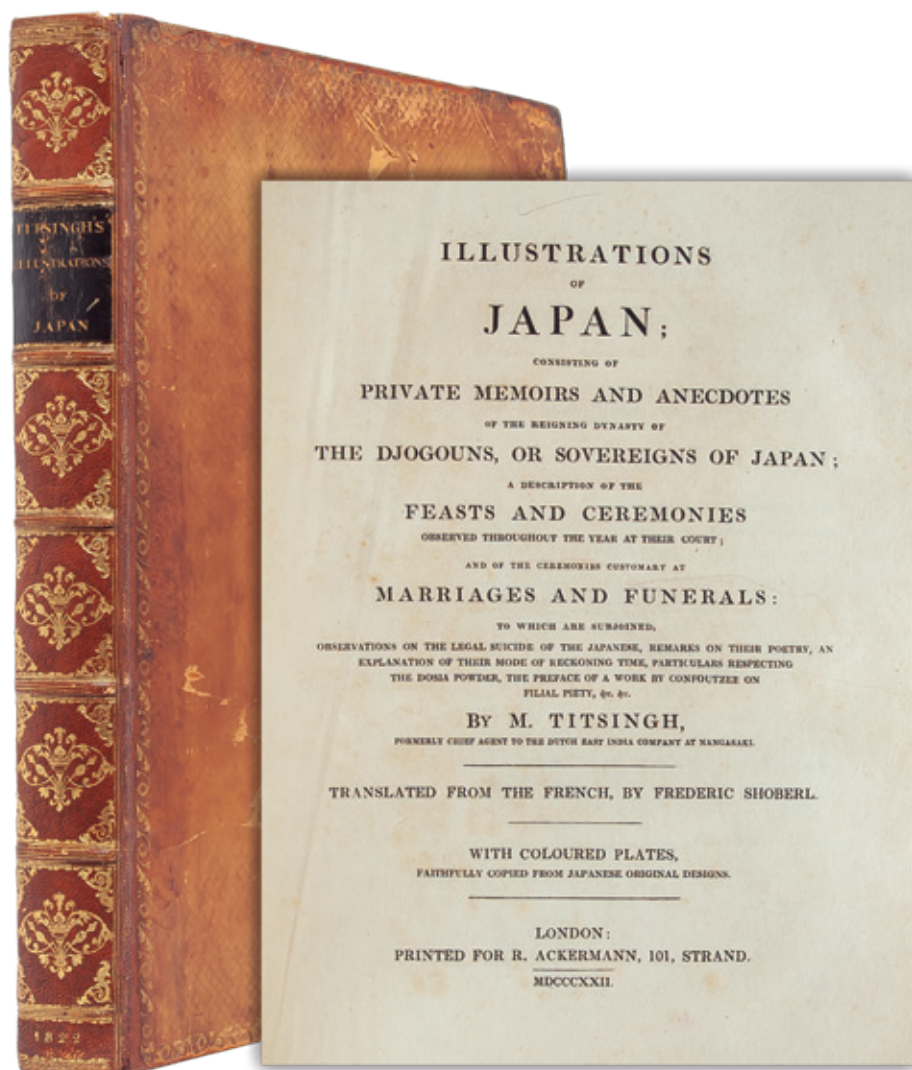 TITSINGH'S
ILLUSTRATIONS
OF
JAPAN
1822
ILLUSTRATIONS
OF
JAPAN;
CONSISTING OF
PRIVATE MEMOIRS AND ANECDOTES
OF THE REIGNING DYNASTY OF
THE DJOGOUNS, OR SOVEREIGNS OF JAPAN;
A DESCRIPTION OF THE
FEASTS AND CEREMONIES
OBSERVED THROUGHOUT THE YEAR AT THEIR COURT;
AND OF THE CEREMONIES CUSTOMARY AT
MARRIAGES AND FUNERALS:
TO WHICH ARE SUBJOINED,
OBSERVATIONS ON THE LEGAL SUICIDE OF THE JAPANESE, REMARKS ON THEIR POETRY, AN
EXPLANATION OF THEIR MODE OF RECKONING TIME, PARTICULARS RESPECTING
THE DOSIA POWDER, THE PREFACE OF A WORK BY CONFOUTZEE ON
FILIAL PIETY, &c. &c.
BY M. TITSINGH,
FORMERLY CHIEF AGENT TO THE DUTCH EAST INDIA COMPANY AT NANGASAKI.
TRANSLATED FROM THE FRENCH, BY FREDERIC SHOBERL.
WITH COLOURED PLATES,
FAITHFULLY COPIED FROM JAPANESE ORIGINAL DESIGNS.
LONDON:
PRINTED FOR R. ACKERMANN, 101, STRAND.
MDCCCXXII.